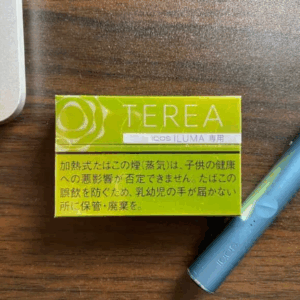 TEREA
IQOS ILUMA 専用
加熱式たばこの煙(蒸気)は、子供の健康
への悪影響が否定できません。たばこの
誤飲を防ぐため、乳幼児の手が届かない
所に保管・廃棄を。